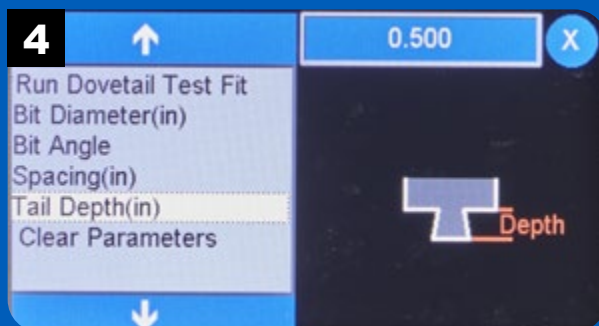 4
0.500
X
Run Dovetail Test Fit
Bit Diameter(in)
Bit Angle
Spacing(in)
Tail Depth(in)
Clear Parameters
Depth